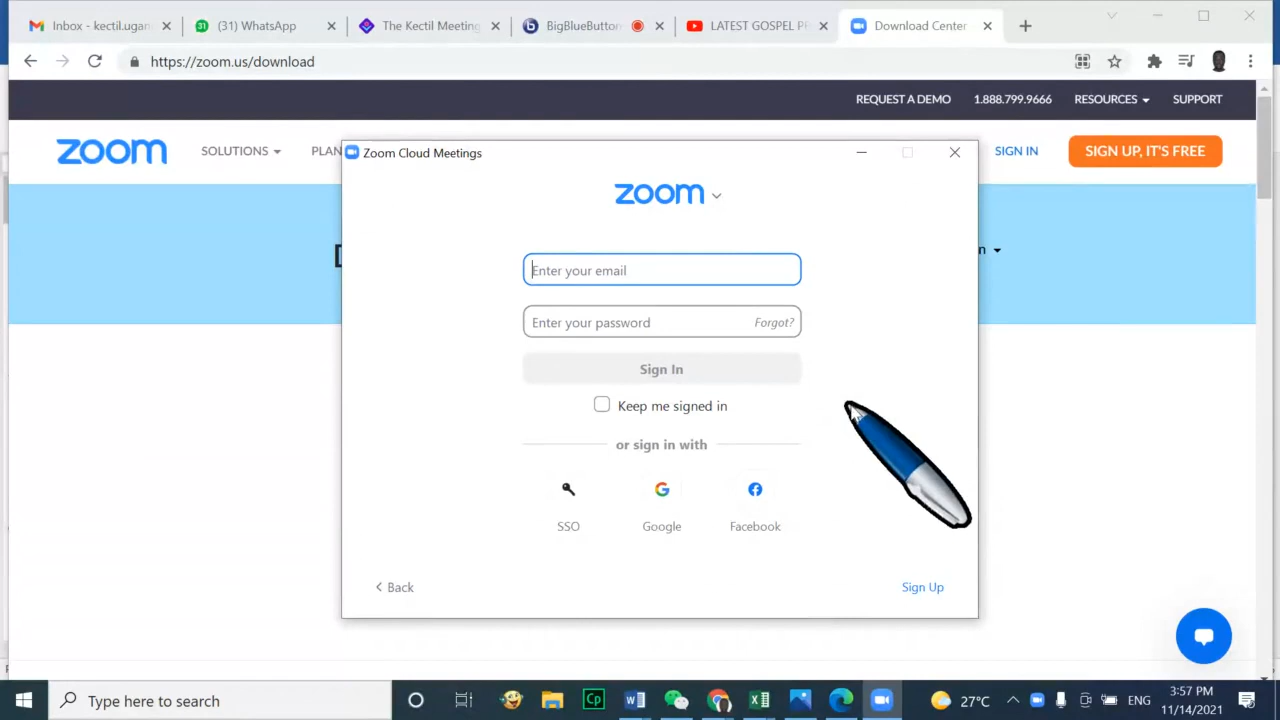 Inbox - kectil.ugan
(31) WhatsApp
The Kectil Meeting
BigBlueButton
LATEST GOSPEL P
Download Center
https://zoom.us/download
REQUEST A DEMO 1.888.799.9666 RESOURCES SUPPORT
zoom SOLUTIONS PLAN SIGN IN SIGN UP, IT'S FREE
Zoom Cloud Meetings
zoom
Enter your email
Enter your password Forgot?
Sign In
Keep me signed in
or sign in with
SSO Google Facebook
Back Sign Up
Type here to search
Cp
27°C
ENG
3:57 PM
11/14/2021